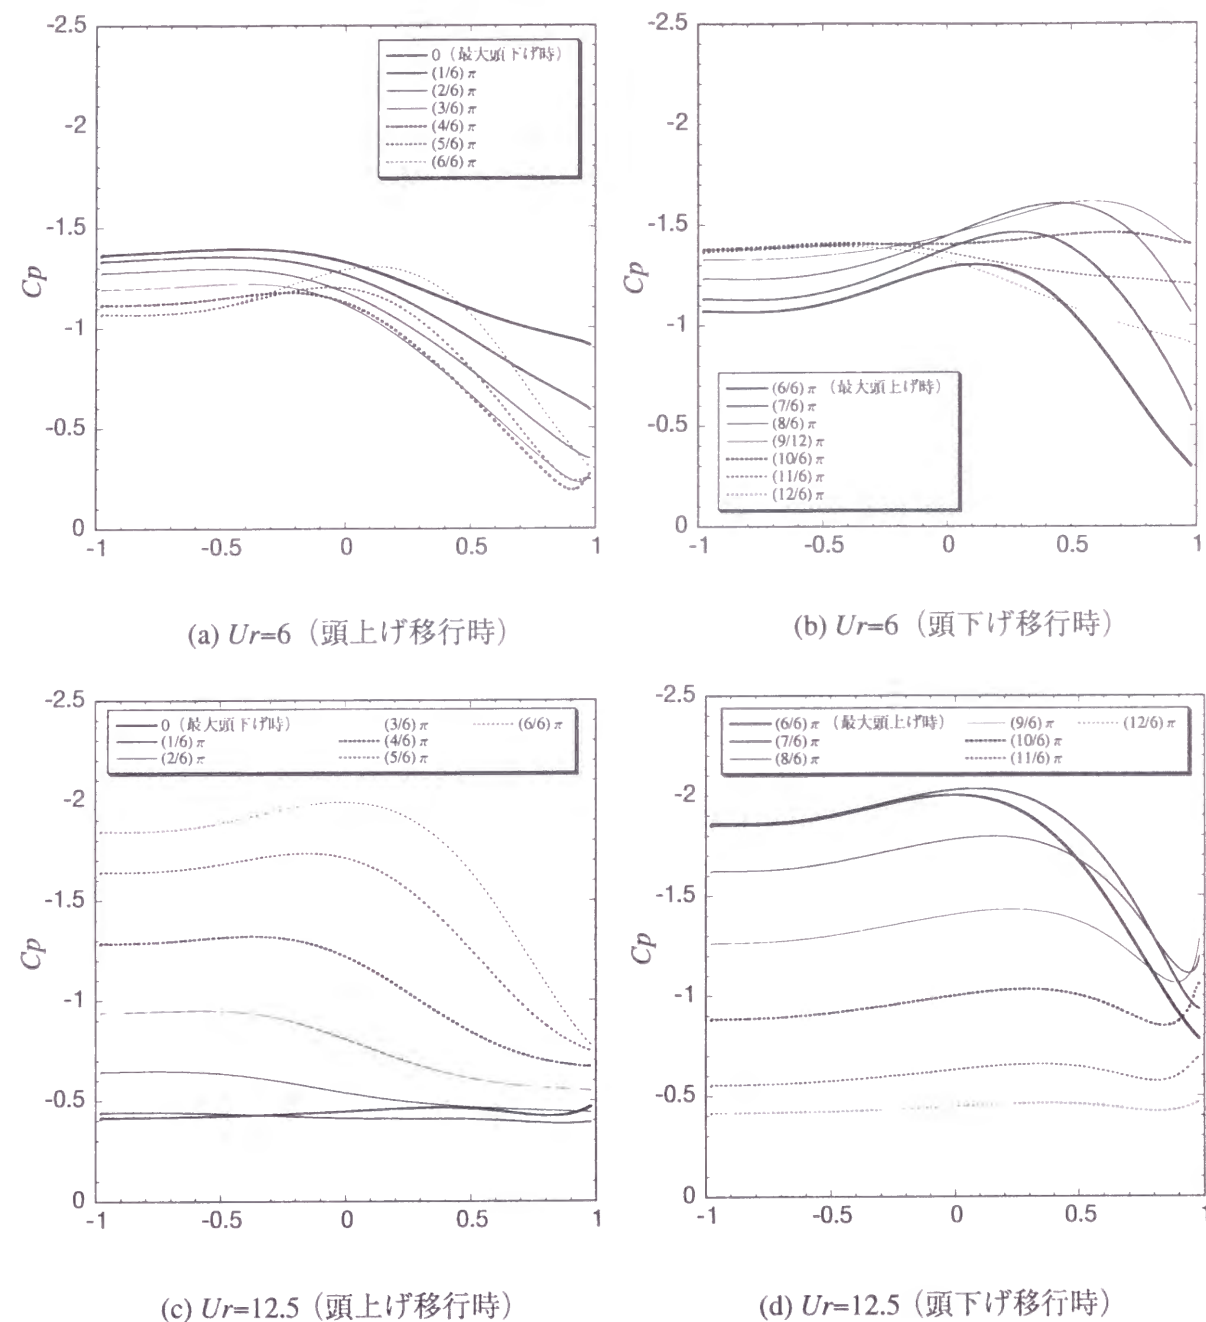 -2.5
-2
-1.5
-1
-0.5
0
Cp
0（最大頭下げ時）
(1/6)π
(2/6)π
(3/6)π
(4/6)π
(5/6)π
(6/6)π
-1 -0.5 0 0.5 1
(a) Ur=6（頭上げ移行時）
-2.5
-2
-1.5
-1
-0.5
0
Cp
(6/6)π（最大頭上げ時）
(7/6)π
(8/6)π
(9/12)π
(10/6)π
(11/6)π
(12/6)π
-1 -0.5 0 0.5 1
(b) Ur=6（頭下げ移行時）
-2.5
-2
-1.5
-1
-0.5
0
Cp
0（最大頭下げ時） (3/6)π (6/6)π
(1/6)π (4/6)π
(2/6)π (5/6)π
-1 -0.5 0 0.5 1
(c) Ur=12.5（頭上げ移行時）
-2.5
-2
-1.5
-1
-0.5
0
Cp
(6/6)π（最大頭上げ時） (9/6)π (12/6)π
(7/6)π (10/6)π
(8/6)π (11/6)π
-1 -0.5 0 0.5 1
(d) Ur=12.5（頭下げ移行時）